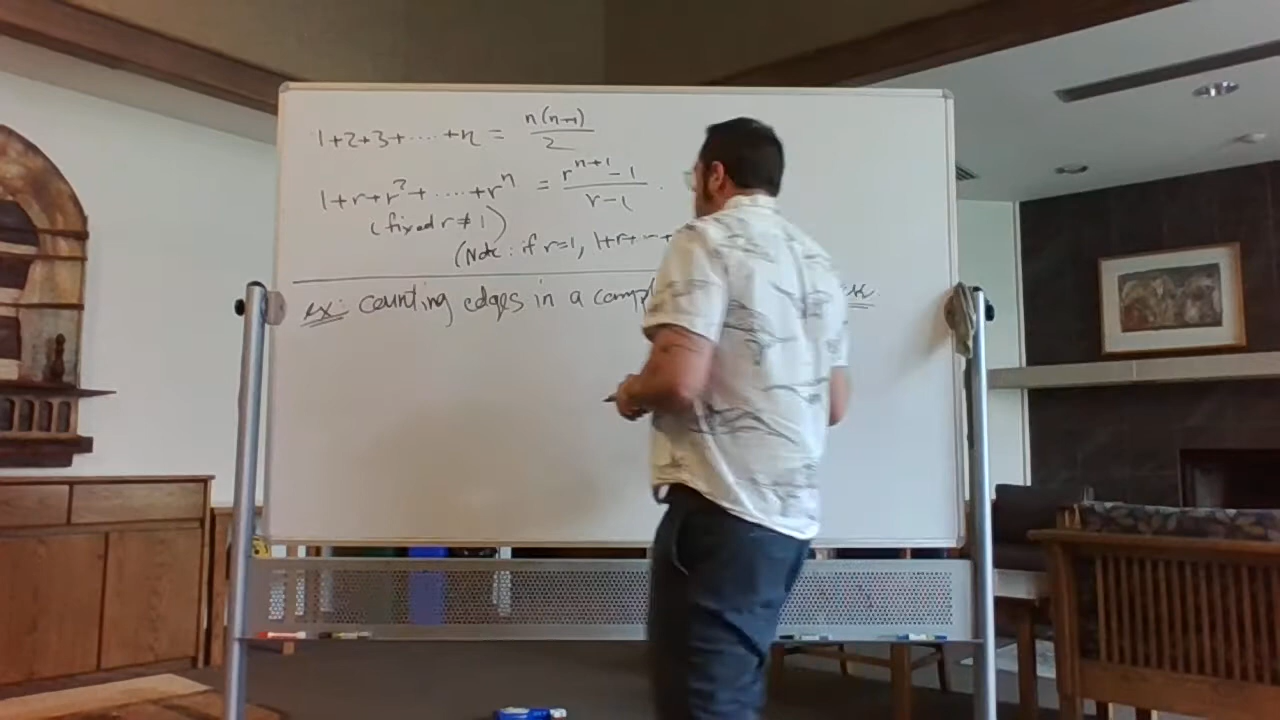 1+2+3+.....+n = n(n+1)/2
1+r+r²+.....+rⁿ = (rⁿ⁺¹-1)/(r-1).
(fixed r≠1)
(Note: if r=1, 1+r+...+
ex: counting edges in a